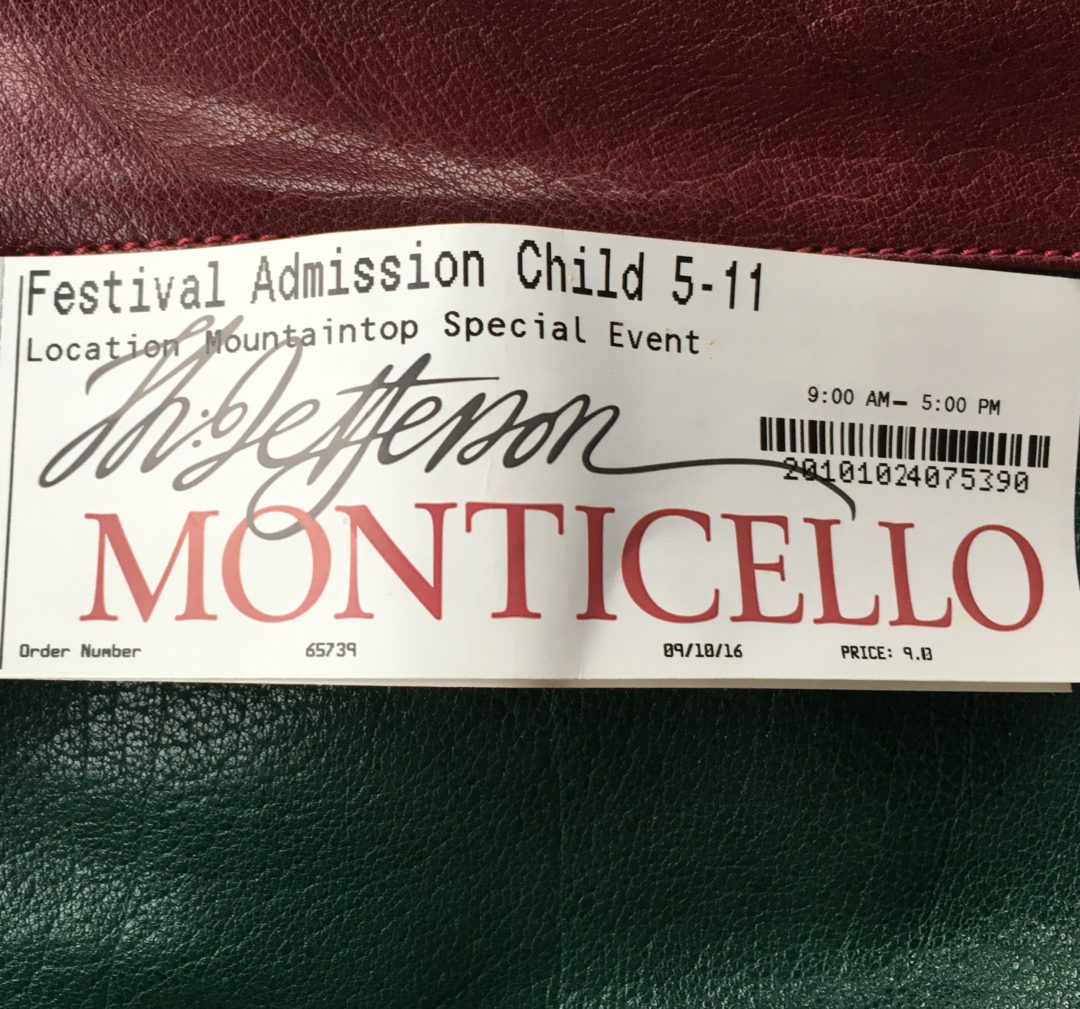 Festival Admission Child 5-11
Location Mountaintop Special Event
Th:Jefferson
9:00 AM- 5:00 PM
20101024075390
MONTICELLO
Order Number 65739 09/10/16 PRICE: 9.0